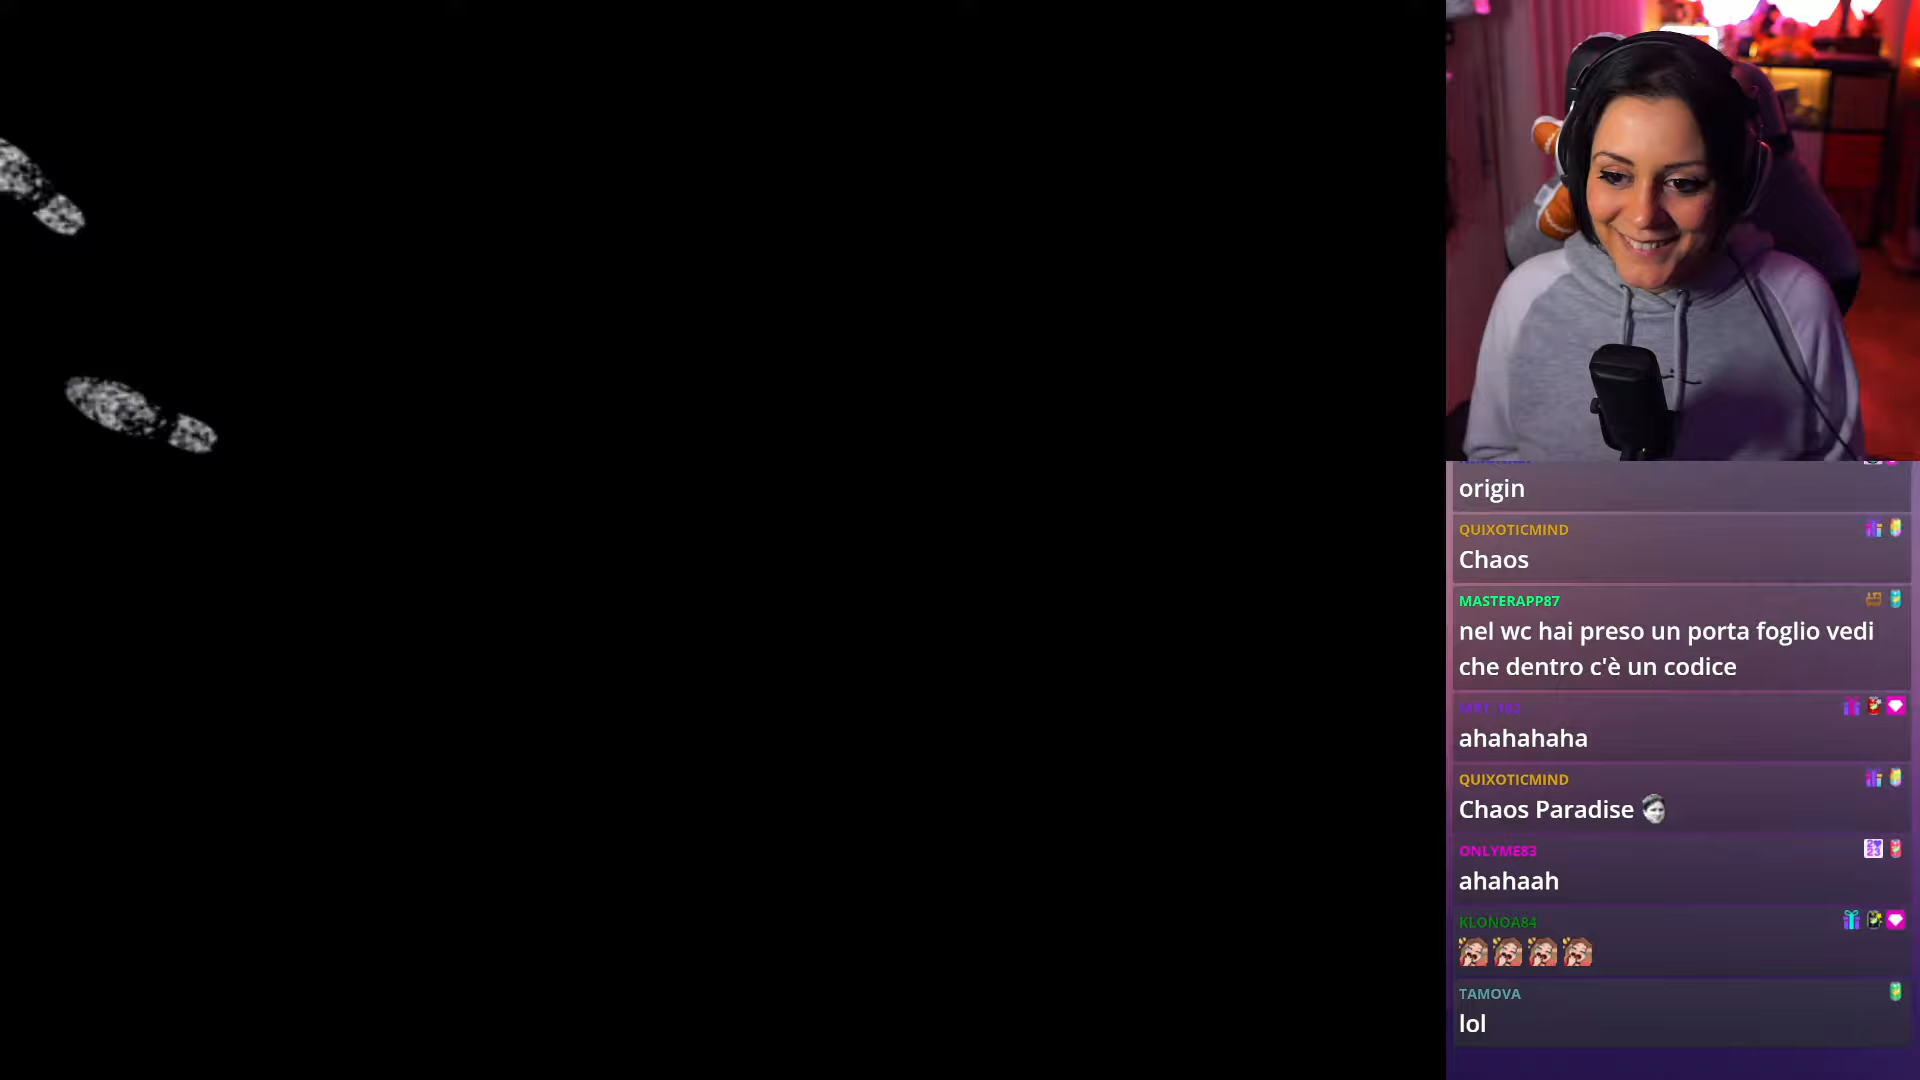 origin
QUIXOTICMIND
Chaos
MASTERAPP87
nel wc hai preso un porta foglio vedi
che dentro c'è un codice
MRT_182
ahahahaha
QUIXOTICMIND
Chaos Paradise
ONLYME83
ahahaah
KLONOA84
TAMOVA
lol